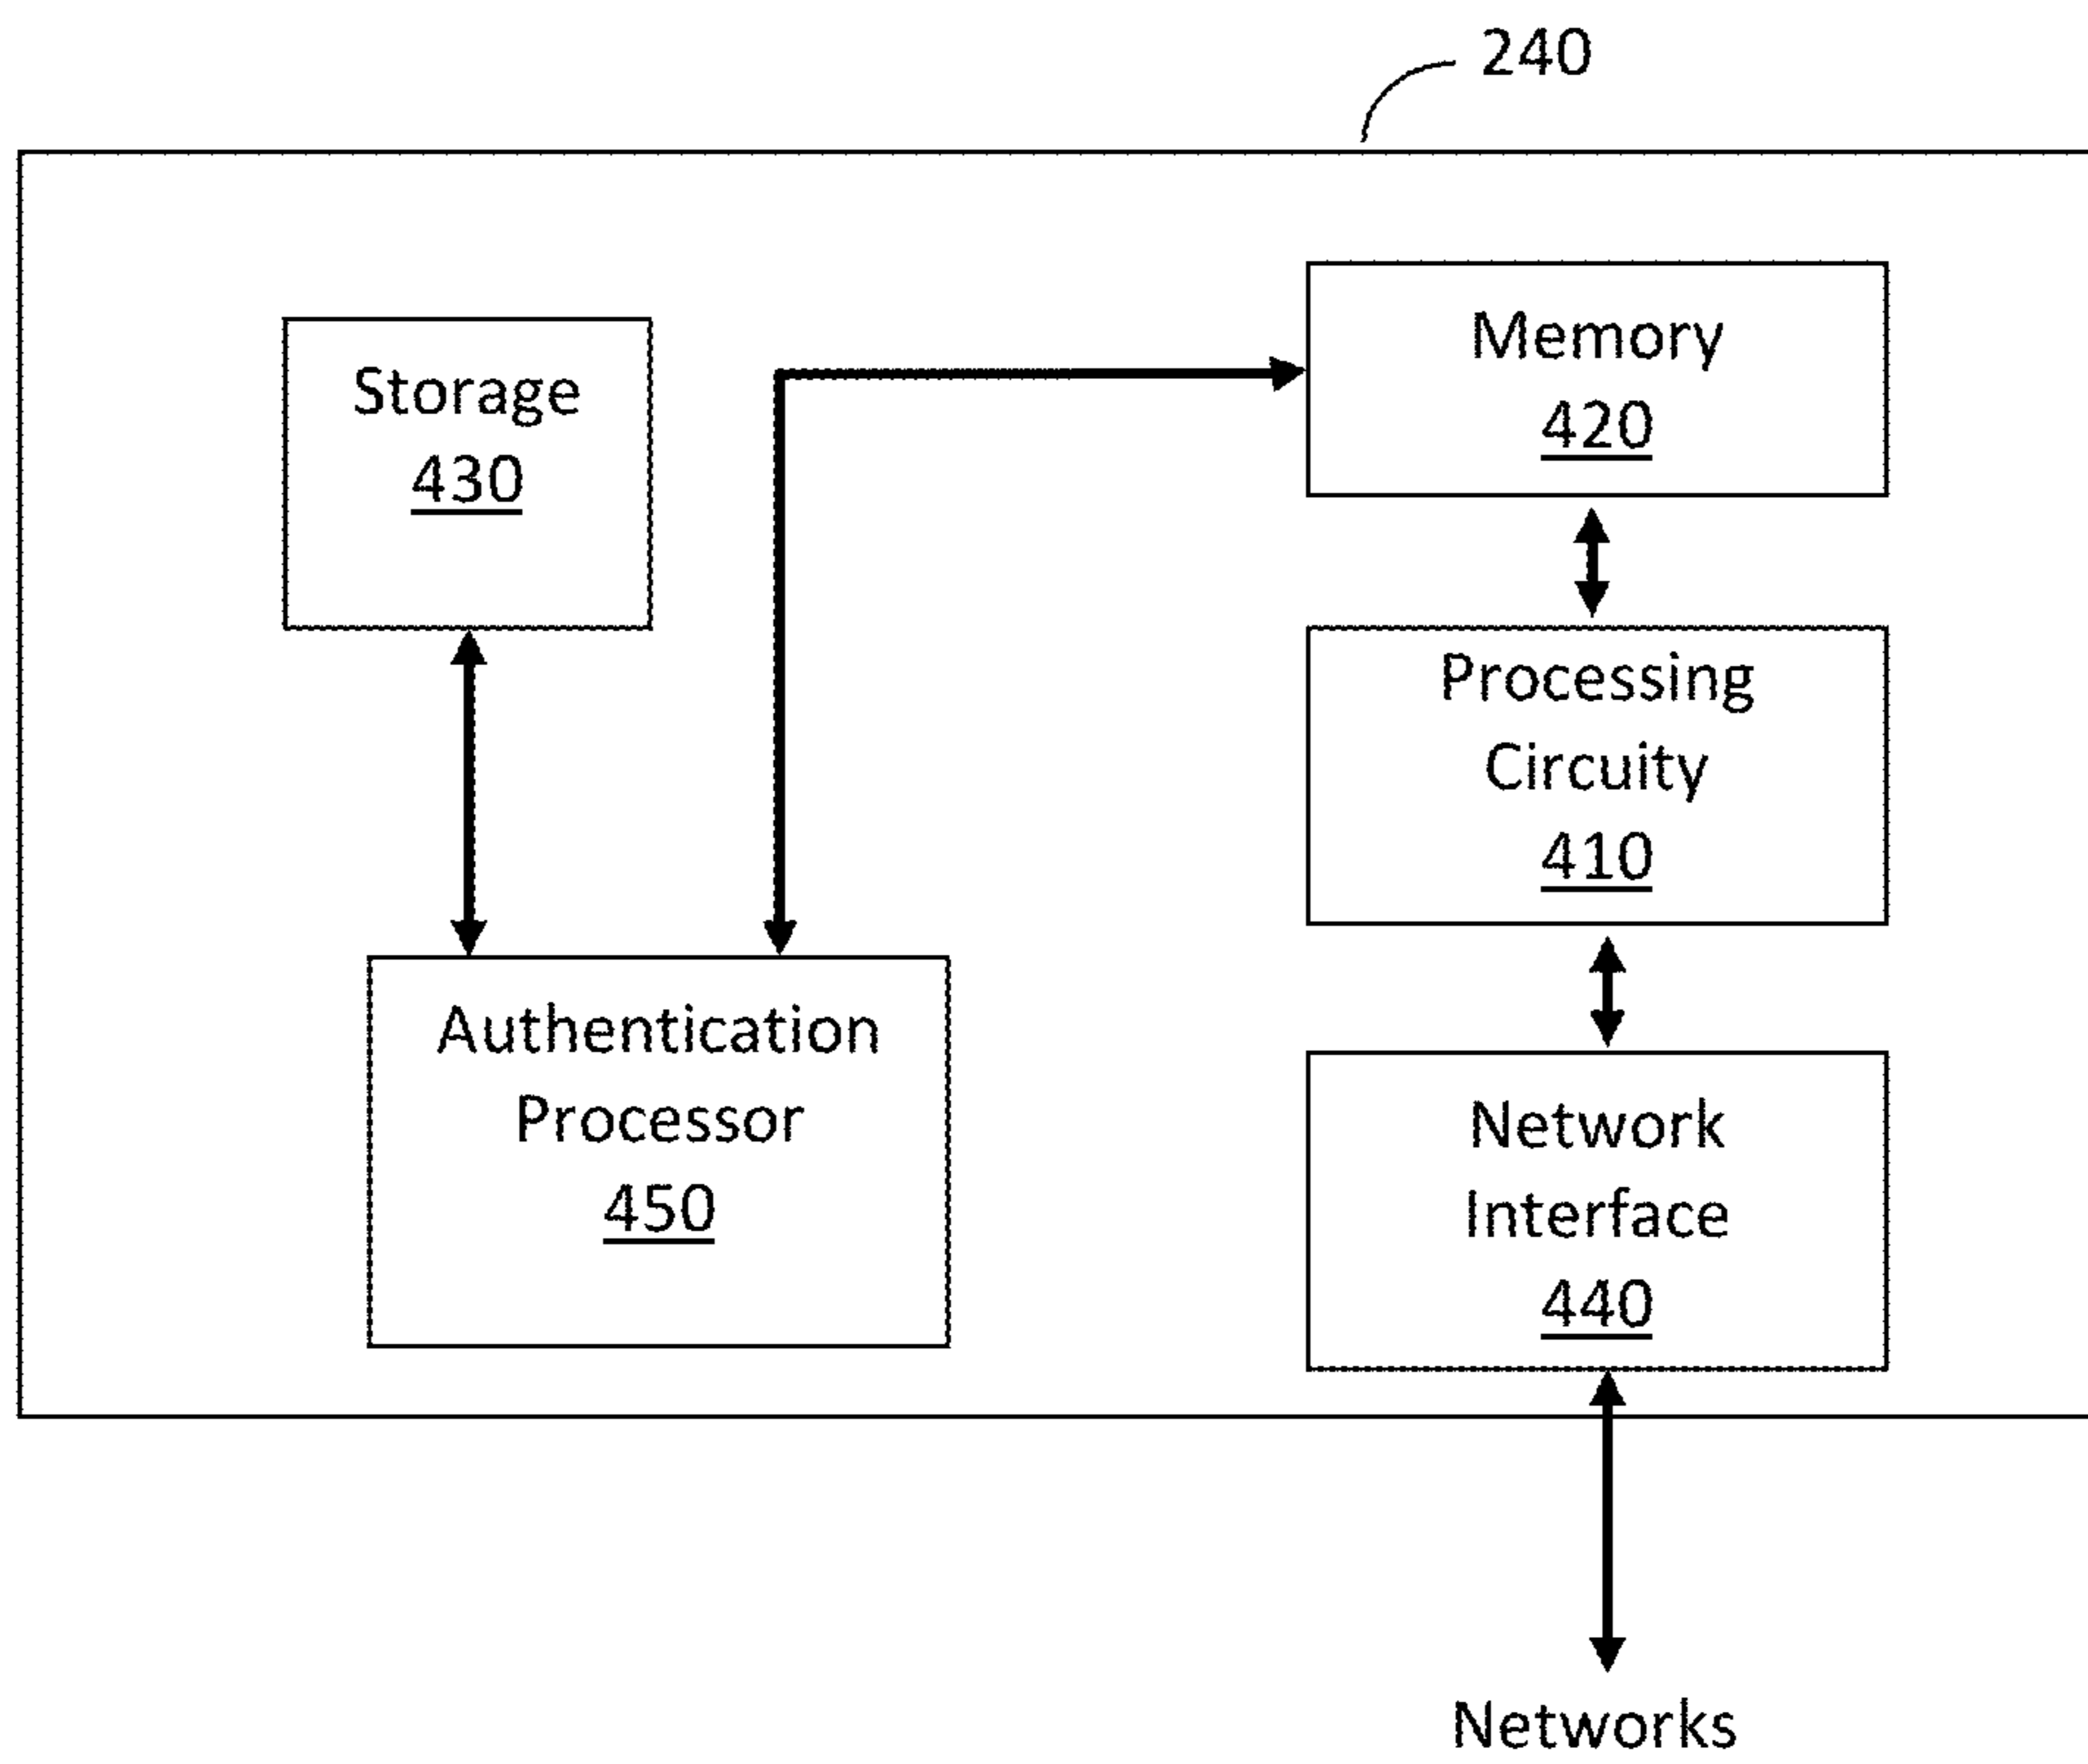 240
Storage
430
Memory
420
Processing
Circuity
410
Authentication
Processor
450
Network
Interface
440
Networks